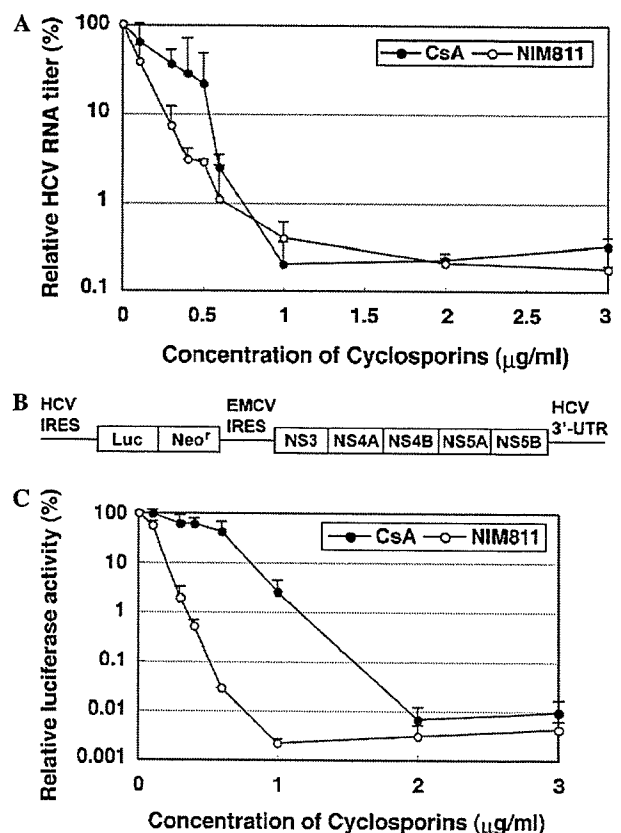 A
Relative HCV RNA titer (%)
100
10
1
0.1
CsA NIM811
0 0.5 1 1.5 2 2.5 3
Concentration of Cyclosporins (μg/ml)
B
HCV IRES
EMCV IRES
HCV 3'-UTR
Luc Neoʳ NS3 NS4A NS4B NS5A NS5B
C
Relative luciferase activity (%)
100
10
1
0.1
0.01
0.001
CsA NIM811
0 1 2 3
Concentration of Cyclosporins (μg/ml)